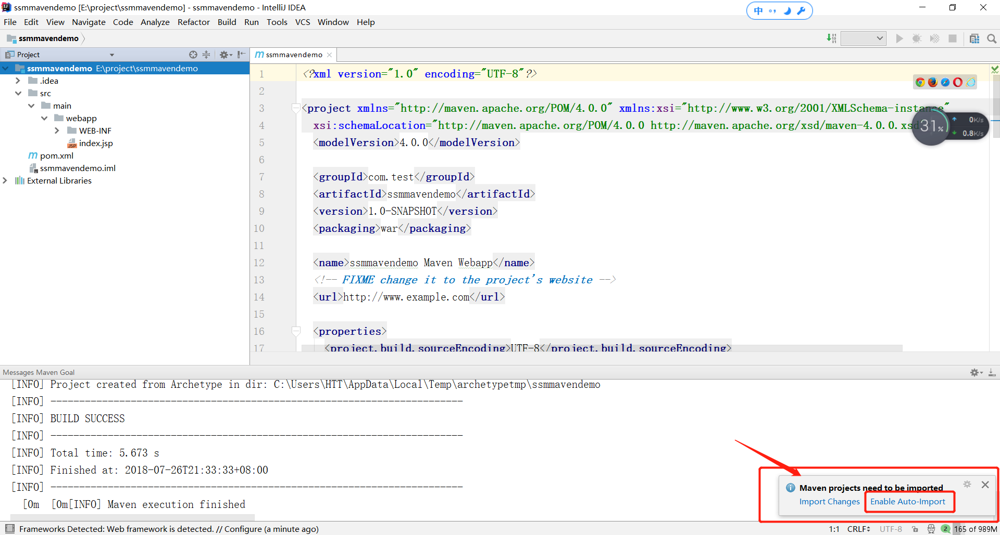 ssmmavendemo [E:\project\ssmmavendemo] - ssmmavendemo - IntelliJ IDEA
中
File Edit View Navigate Code Analyze Refactor Build Run Tools VCS Window Help
ssmmavendemo
Project
ssmmavendemo
ssmmavendemo E:\project\ssmmavendemo
.idea
src
main
webapp
WEB-INF
index.jsp
pom.xml
ssmmavendemo.iml
External Libraries
1 <?xml version="1.0" encoding="UTF-8"?>
2
3 <project xmlns="http://maven.apache.org/POM/4.0.0" xmlns:xsi="http://www.w3.org/2001/XMLSchema-instance"
4 xsi:schemaLocation="http://maven.apache.org/POM/4.0.0 http://maven.apache.org/xsd/maven-4.0.0.xsd
5 <modelVersion>4.0.0</modelVersion>
6
7 <groupId>com.test</groupId>
8 <artifactId>ssmmavendemo</artifactId>
9 <version>1.0-SNAPSHOT</version>
10 <packaging>war</packaging>
11
12 <name>ssmmavendemo Maven Webapp</name>
13 <!-- FIXME change it to the project's website -->
14 <url>http://www.example.com</url>
15
16 <properties>
17 <project.build.sourceEncoding>UTF-8</project.build.sourceEncoding>
31%
0K/s
0.8K/s
Messages Maven Goal
[INFO] Project created from Archetype in dir: C:\Users\HTT\AppData\Local\Temp\archetypetmp\ssmmavendemo
[INFO] ------------------------------------------------------------------------
[INFO] BUILD SUCCESS
[INFO] ------------------------------------------------------------------------
[INFO] Total time: 5.673 s
[INFO] Finished at: 2018-07-26T21:33:33+08:00
[INFO] ------------------------------------------------------------------------
[0m [0m[INFO] Maven execution finished
Maven projects need to be imported
Import Changes Enable Auto-Import
Frameworks Detected: Web framework is detected. // Configure (a minute ago)
1:1 CRLF UTF-8 2 165 of 989M